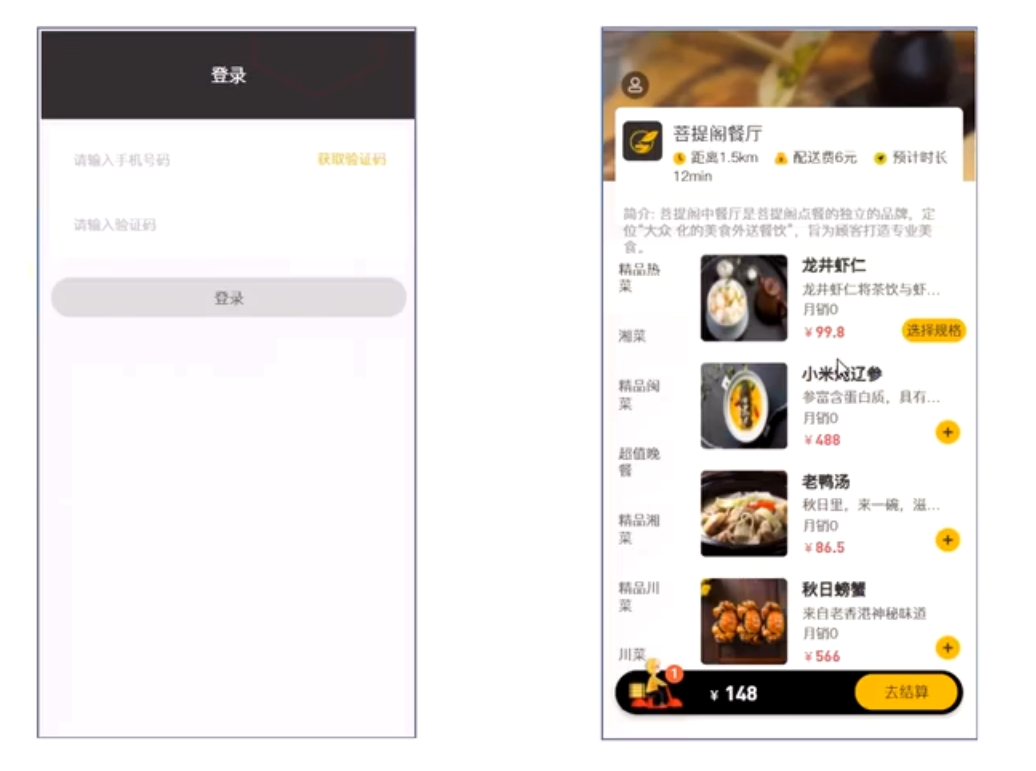 登录
请输入手机号码 获取验证码
请输入验证码
登录
菩提阁餐厅
距离1.5km 配送费6元 预计时长
12min
简介: 菩提阁中餐厅是菩提阁点餐的独立的品牌，定
位“大众 化的美食外送餐饮”，旨为顾客打造专业美
食。
精品热
菜
湘菜
精品闽
菜
超值晚
餐
精品湘
菜
精品川
菜
川菜
龙井虾仁
龙井虾仁将茶饮与虾...
月销0
¥99.8 选择规格
小米 辽参
参富含蛋白质，具有...
月销0
¥488
+
老鸭汤
秋日里，来一碗，滋...
月销0
¥86.5
+
秋日螃蟹
来自老香港神秘味道
月销0
¥566
+
1
¥ 148 去结算